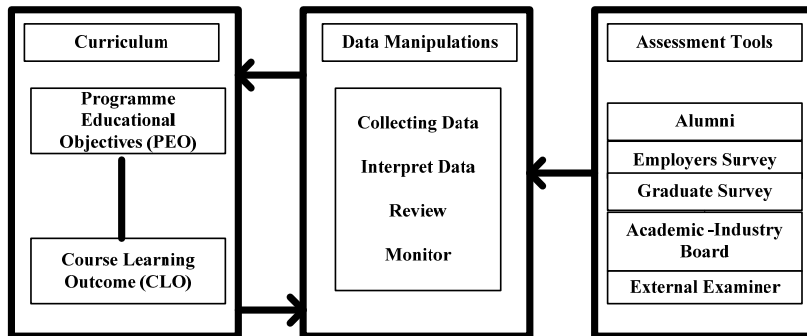 Curriculum
Programme
Educational
Objectives (PEO)
Course Learning
Outcome (CLO)
Data Manipulations
Collecting Data
Interpret Data
Review
Monitor
Assessment Tools
Alumni
Employers Survey
Graduate Survey
Academic -Industry
Board
External Examiner